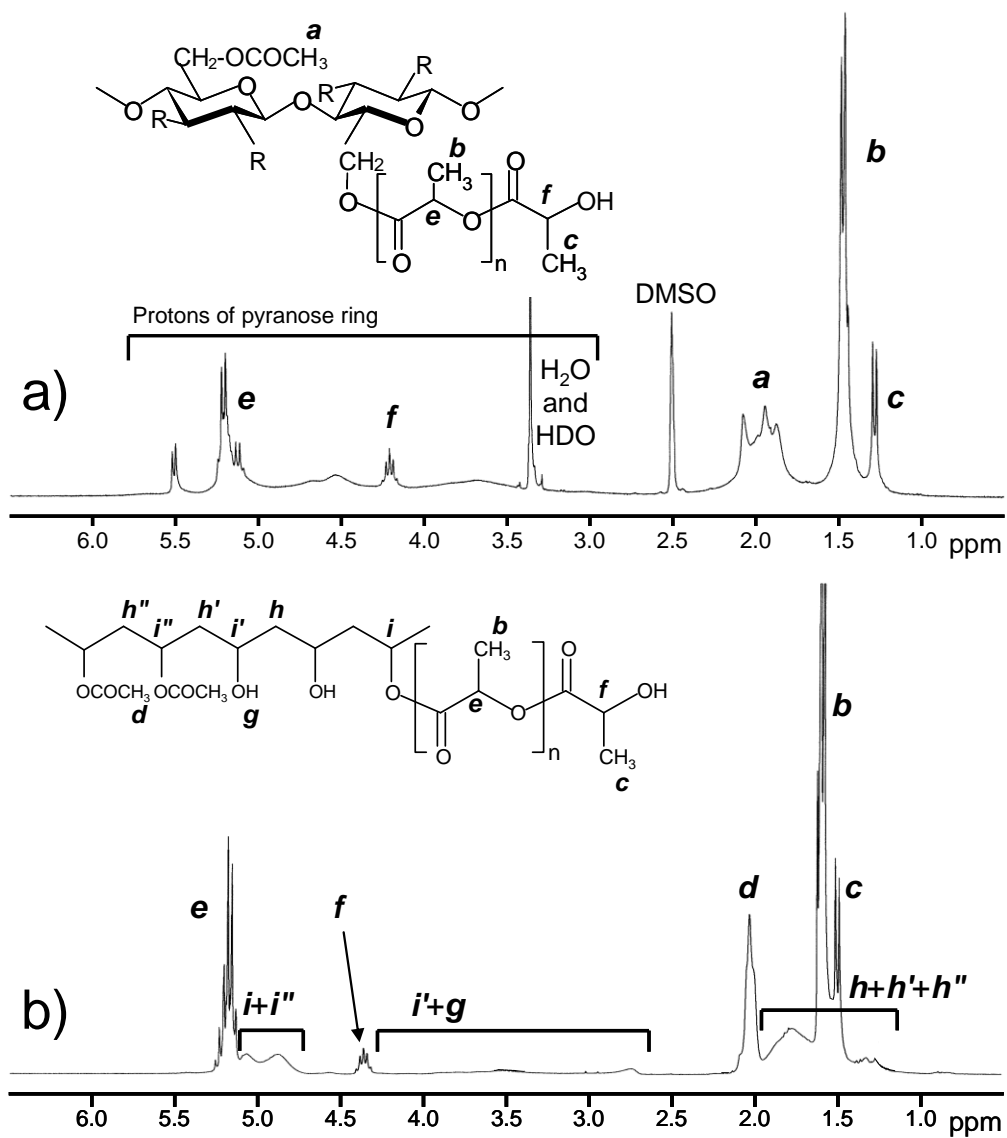 a
CH2-OCOCH3
R
O
O
O
O
R
O
R
R
CH2
b
CH3
O
f
OH
O
e
O
c
O
n
CH3
b
Protons of pyranose ring
DMSO
a)
e
f
H2O
and
HDO
a
c
6.0 5.5 5.0 4.5 4.0 3.5 3.0 2.5 2.0 1.5 1.0 ppm
h" h' h
i" i' i
b
CH3
O
f
OH
OCOCH3 OCOCH3 OH OH O
d g
e
O
O
n
CH3
c
b
e
f
d
c
b)
i+i"
i'+g
h+h'+h"
6.0 5.5 5.0 4.5 4.0 3.5 3.0 2.5 2.0 1.5 1.0 ppm